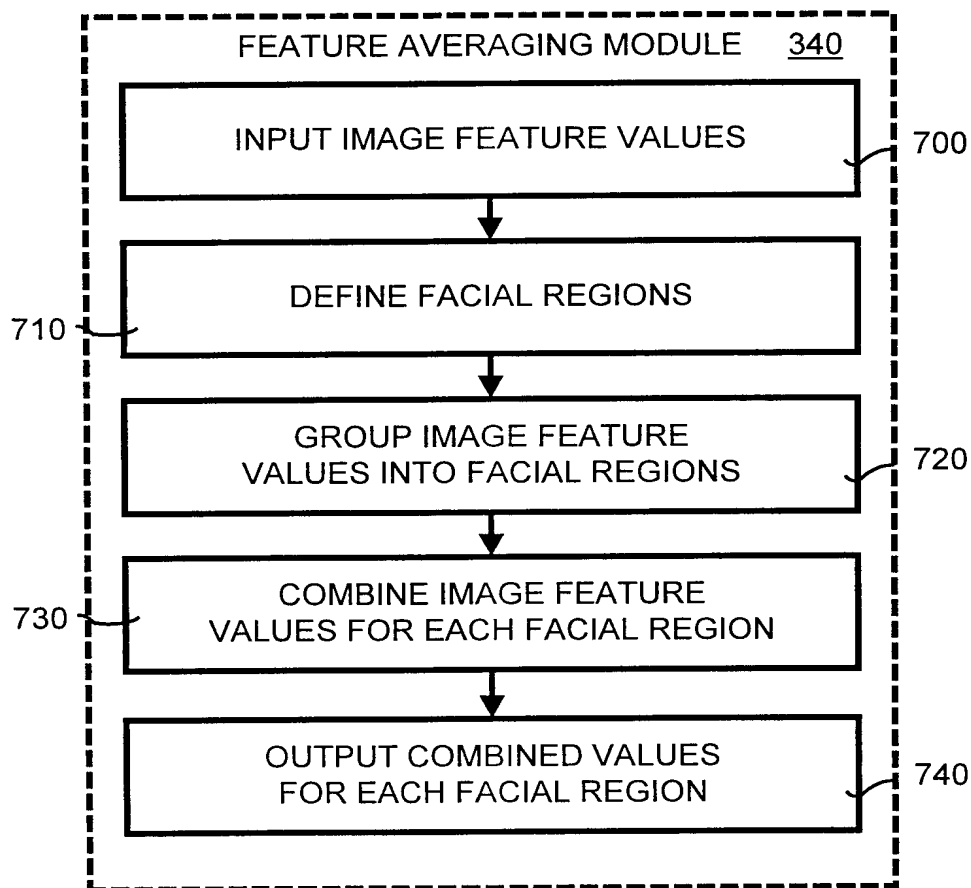 FEATURE AVERAGING MODULE 340
INPUT IMAGE FEATURE VALUES
700
DEFINE FACIAL REGIONS
710
GROUP IMAGE FEATURE
VALUES INTO FACIAL REGIONS
720
COMBINE IMAGE FEATURE
VALUES FOR EACH FACIAL REGION
730
OUTPUT COMBINED VALUES
FOR EACH FACIAL REGION
740